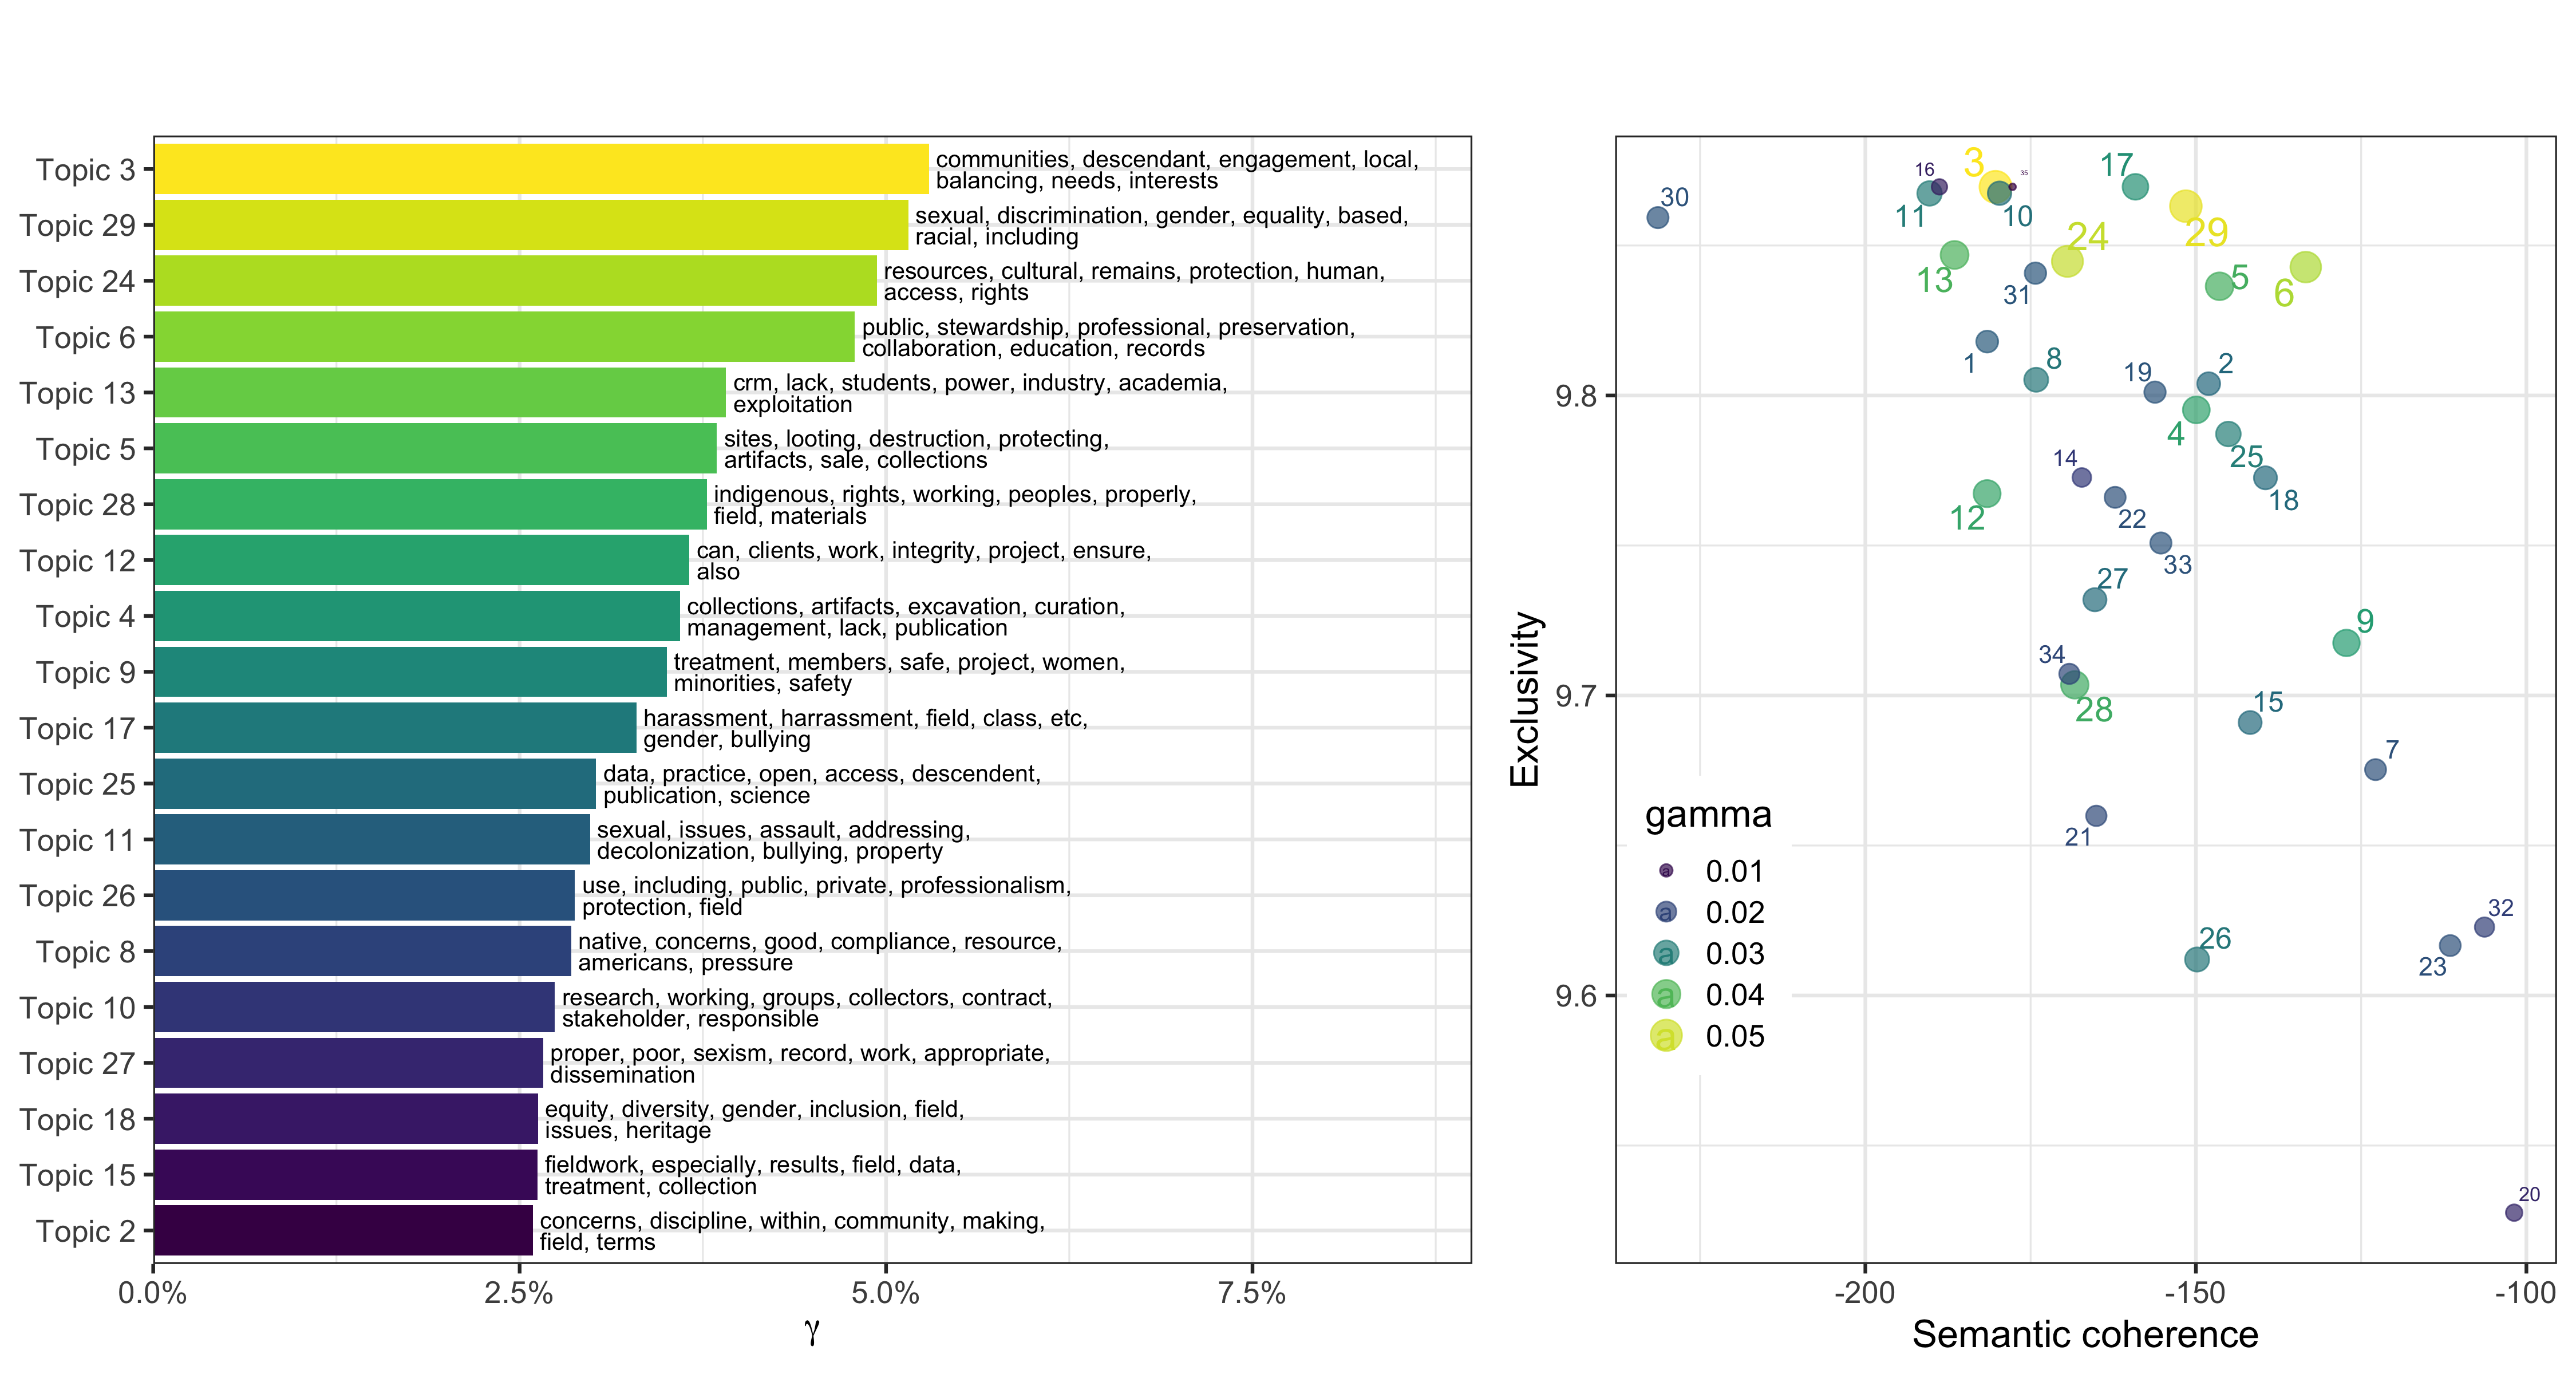 Topic 3
communities, descendant, engagement, local,
balancing, needs, interests
Topic 29
sexual, discrimination, gender, equality, based,
racial, including
Topic 24
resources, cultural, remains, protection, human,
access, rights
Topic 6
public, stewardship, professional, preservation,
collaboration, education, records
Topic 13
crm, lack, students, power, industry, academia,
exploitation
Topic 5
sites, looting, destruction, protecting,
artifacts, sale, collections
Topic 28
indigenous, rights, working, peoples, properly,
field, materials
Topic 12
can, clients, work, integrity, project, ensure,
also
Topic 4
collections, artifacts, excavation, curation,
management, lack, publication
Topic 9
treatment, members, safe, project, women,
minorities, safety
Topic 17
harassment, harrassment, field, class, etc,
gender, bullying
Topic 25
data, practice, open, access, descendent,
publication, science
Topic 11
sexual, issues, assault, addressing,
decolonization, bullying, property
Topic 26
use, including, public, private, professionalism,
protection, field
Topic 8
native, concerns, good, compliance, resource,
americans, pressure
Topic 10
research, working, groups, collectors, contract,
stakeholder, responsible
Topic 27
proper, poor, sexism, record, work, appropriate,
dissemination
Topic 18
equity, diversity, gender, inclusion, field,
issues, heritage
Topic 15
fieldwork, especially, results, field, data,
treatment, collection
Topic 2
concerns, discipline, within, community, making,
field, terms
0.0% 2.5% 5.0% 7.5%
γ
Exclusivity
9.8
9.7
9.6
16 3 35 17
30
11 10
24 29
13 31 5 6
1 8 19 2
4
14 25
12 22 18
33
27
9
34
28 15
7
21
32
26
23
20
gamma
a 0.01
a 0.02
a 0.03
a 0.04
a 0.05
-200 -150 -100
Semantic coherence